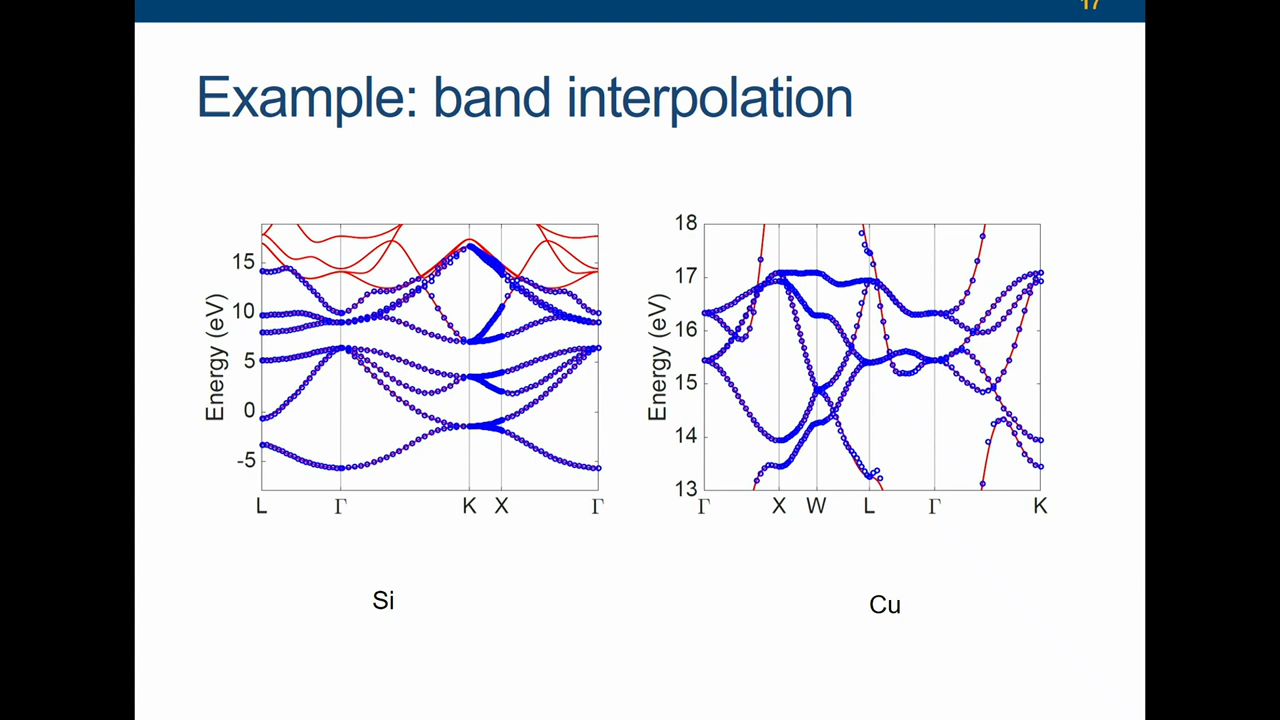 17
Example: band interpolation
Energy (eV)
15
10
5
0
-5
L Γ K X Γ
Si
Energy (eV)
18
17
16
15
14
13
Γ X W L Γ K
Cu